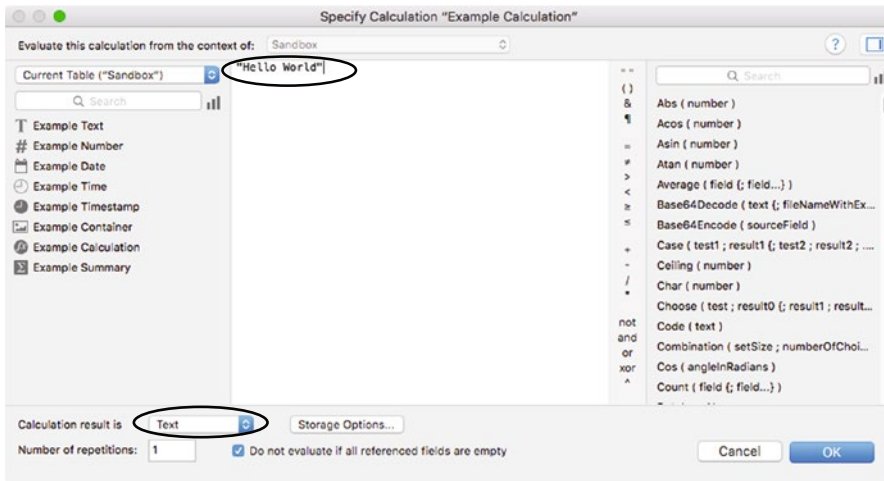 Specify Calculation "Example Calculation"
Evaluate this calculation from the context of: Sandbox
?
Current Table ("Sandbox")
Search
T Example Text
# Example Number
Example Date
Example Time
Example Timestamp
Example Container
Example Calculation
Σ Example Summary
"Hello World"
" "
( )
&
¶
=
≠
>
<
≥
≤
+
-
/
*
not
and
or
xor
^
Search
Abs ( number )
Acos ( number )
Asin ( number )
Atan ( number )
Average ( field {; field...} )
Base64Decode ( text {; fileNameWithEx...
Base64Encode ( sourceField )
Case ( test1 ; result1 {; test2 ; result2 ; ....
Ceiling ( number )
Char ( number )
Choose ( test ; result0 {; result1 ; result...
Code ( text )
Combination ( setSize ; numberOfChoi...
Cos ( angleInRadians )
Count ( field {; field...} )
Calculation result is Text Storage Options...
Number of repetitions: 1 Do not evaluate if all referenced fields are empty
Cancel OK